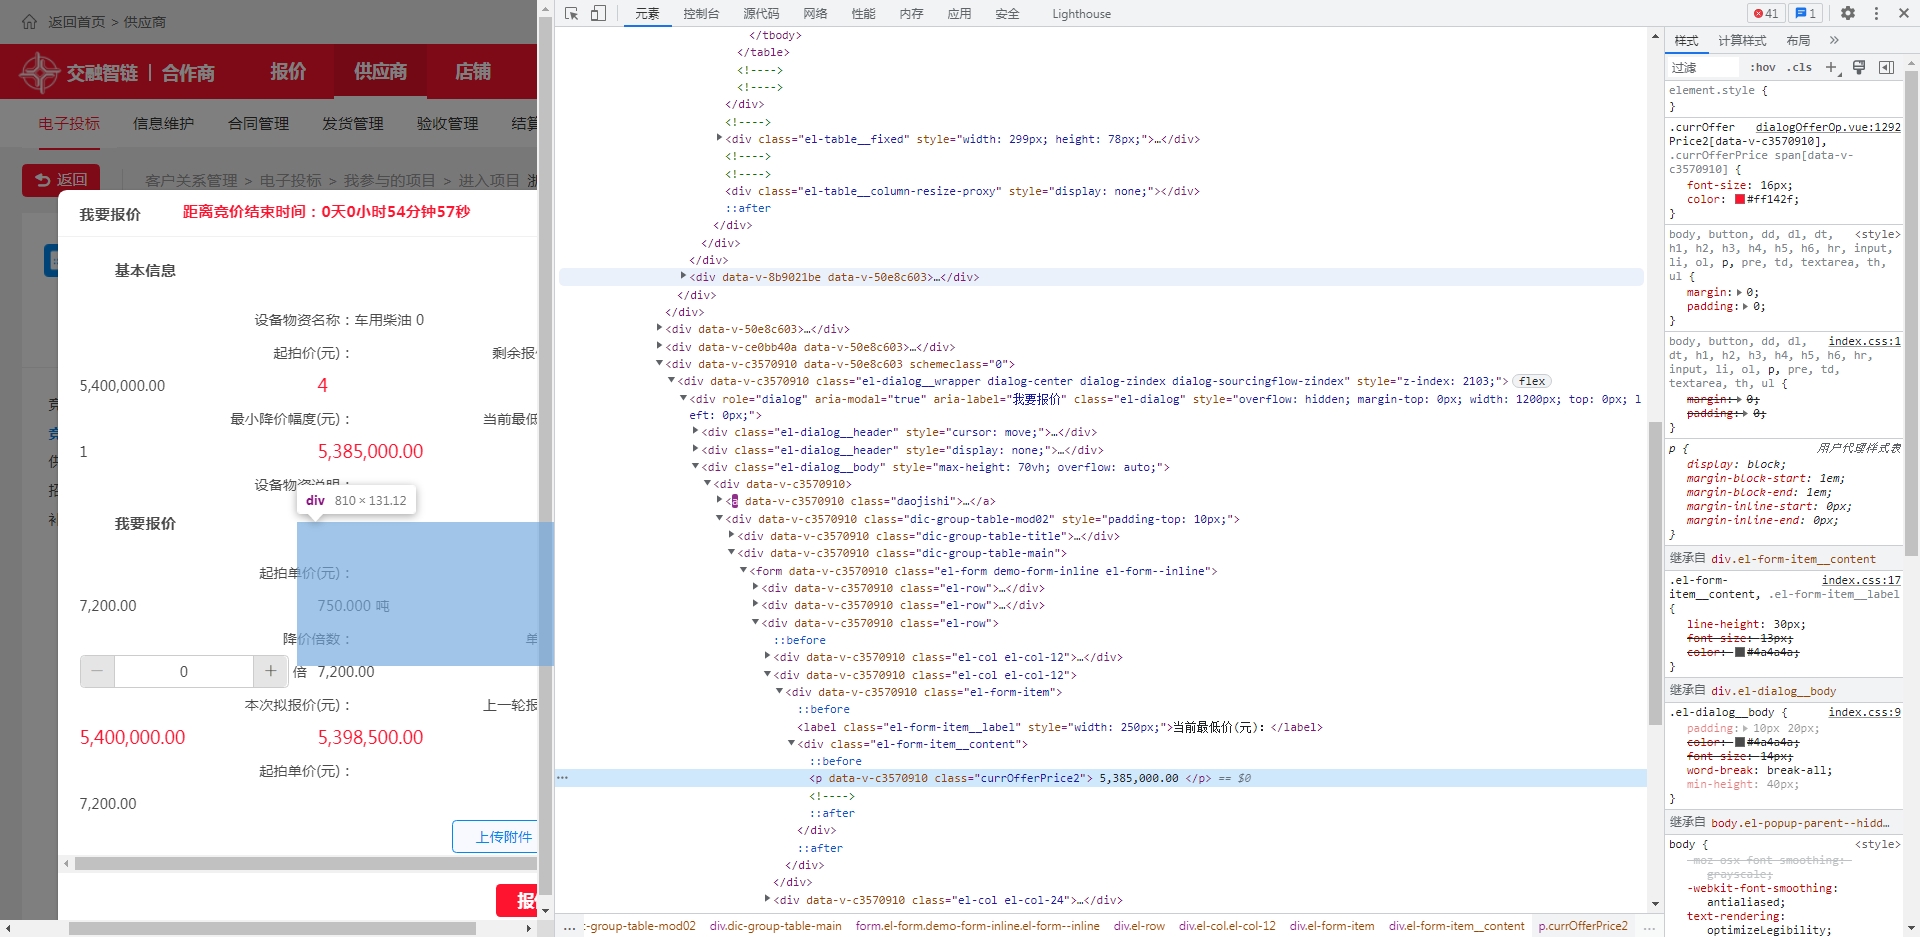 返回首页 > 供应商
交融智链 | 合作商 报价 供应商 店铺
电子投标 信息维护 合同管理 发货管理 验收管理 结算
返回 客户关系管理 > 电子投标 > 我参与的项目 > 进入项目
我要报价 距离竞价结束时间：0天0小时54分钟57秒
基本信息
设备物资名称：车用柴油 0
起拍价(元)： 剩余报
5,400,000.00 4
最小降价幅度(元)： 当前最低
1 5,385,000.00
设备物资说明：
div 810 × 131.12
我要报价
起拍单价(元)：
7,200.00 750.000 吨
降价倍数： 单
− 0 + 倍 7,200.00
本次拟报价(元)： 上一轮报
5,400,000.00 5,398,500.00
起拍单价(元)：
7,200.00
上传附件
报
元素 控制台 源代码 网络 性能 内存 应用 安全 Lighthouse 41 1
</tbody>
</table>
<!---->
<!---->
</div>
<!---->
<div class="el-table__fixed" style="width: 299px; height: 78px;">…</div>
<!---->
<!---->
<div class="el-table__column-resize-proxy" style="display: none;"></div>
::after
</div>
</div>
</div>
<div data-v-8b9021be data-v-50e8c603>…</div>
</div>
</div>
<div data-v-50e8c603>…</div>
<div data-v-ce0bb40a data-v-50e8c603>…</div>
<div data-v-c3570910 data-v-50e8c603 schemeclass="0">
<div data-v-c3570910 class="el-dialog__wrapper dialog-center dialog-zindex dialog-sourcingflow-zindex" style="z-index: 2103;"> flex
<div role="dialog" aria-modal="true" aria-label="我要报价" class="el-dialog" style="overflow: hidden; margin-top: 0px; width: 1200px; top: 0px; l
eft: 0px;">
<div class="el-dialog__header" style="cursor: move;">…</div>
<div class="el-dialog__header" style="display: none;">…</div>
<div class="el-dialog__body" style="max-height: 70vh; overflow: auto;">
<div data-v-c3570910>
<a data-v-c3570910 class="daojishi">…</a>
<div data-v-c3570910 class="dic-group-table-mod02" style="padding-top: 10px;">
<div data-v-c3570910 class="dic-group-table-title">…</div>
<div data-v-c3570910 class="dic-group-table-main">
<form data-v-c3570910 class="el-form demo-form-inline el-form--inline">
<div data-v-c3570910 class="el-row">…</div>
<div data-v-c3570910 class="el-row">…</div>
<div data-v-c3570910 class="el-row">
::before
<div data-v-c3570910 class="el-col el-col-12">…</div>
<div data-v-c3570910 class="el-col el-col-12">
<div data-v-c3570910 class="el-form-item">
::before
<label class="el-form-item__label" style="width: 250px;">当前最低价(元)：</label>
<div class="el-form-item__content">
::before
<p data-v-c3570910 class="currOfferPrice2"> 5,385,000.00 </p> == $0
<!---->
::after
</div>
::after
</div>
</div>
<div data-v-c3570910 class="el-col el-col-24">…</div>
… c-group-table-mod02 div.dic-group-table-main form.el-form.demo-form-inline.el-form--inline div.el-row div.el-col.el-col-12 div.el-form-item div.el-form-item__content p.currOfferPrice2 …
样式 计算样式 布局 »
过滤 :hov .cls +
element.style {
}
.currOffer dialogOfferOp.vue:1292
Price2[data-v-c3570910],
.currOfferPrice span[data-v-
c3570910] {
font-size: 16px;
color: #ff142f;
}
body, button, dd, dl, dt, <style>
h1, h2, h3, h4, h5, h6, hr, input,
li, ol, p, pre, td, textarea, th,
ul {
margin: 0;
padding: 0;
}
body, button, dd, dl, index.css:1
dt, h1, h2, h3, h4, h5, h6, hr,
input, li, ol, p, pre, td,
textarea, th, ul {
margin: 0;
padding: 0;
}
p { 用户代理样式表
display: block;
margin-block-start: 1em;
margin-block-end: 1em;
margin-inline-start: 0px;
margin-inline-end: 0px;
}
继承自 div.el-form-item__content
.el-form- index.css:17
item__content, .el-form-item__label
{
line-height: 30px;
font-size: 13px;
color: #4a4a4a;
}
继承自 div.el-dialog__body
.el-dialog__body { index.css:9
padding: 10px 20px;
color: #4a4a4a;
font-size: 14px;
word-break: break-all;
min-height: 40px;
}
继承自 body.el-popup-parent--hidd…
body { <style>
-moz-osx-font-smoothing:
grayscale;
-webkit-font-smoothing:
antialiased;
text-rendering:
optimizeLegibility;